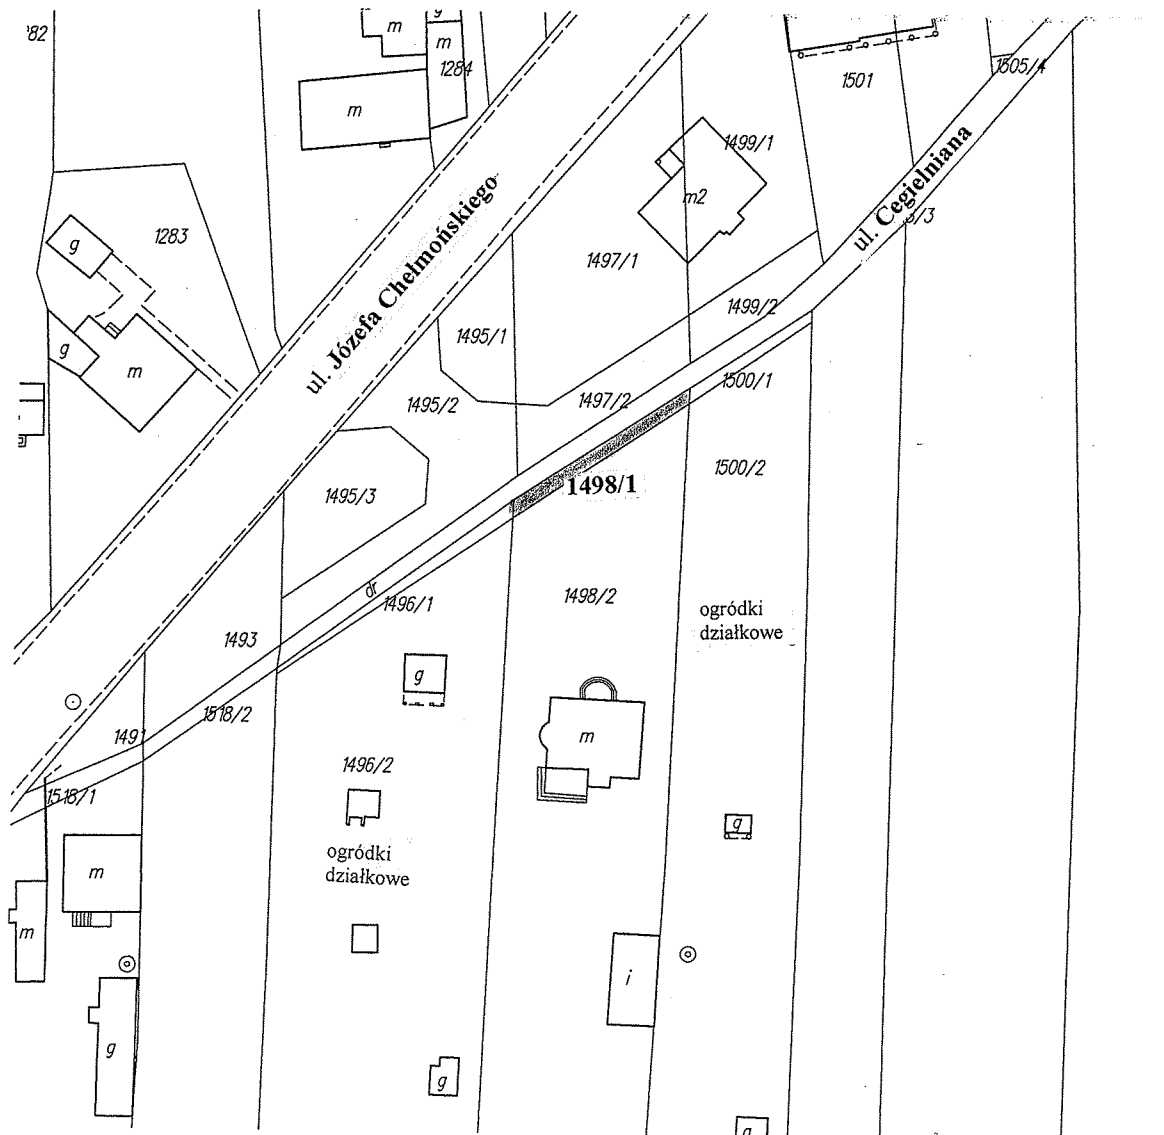 '82
m
g
m
1284
m
1501
1505/4
1499/1
m2
ul. Cegielniana
/3
g
1283
ul. Józefa Chełmońskiego
1497/1
1499/2
1495/1
g
m
1495/2
1497/2
1500/1
1495/3
1498/1
1500/2
dr
1496/1
1498/2
ogródki
działkowe
1493
g
1518/2
1491
m
1496/2
1518/1
g
ogródki
działkowe
m
m
i
g
g
g